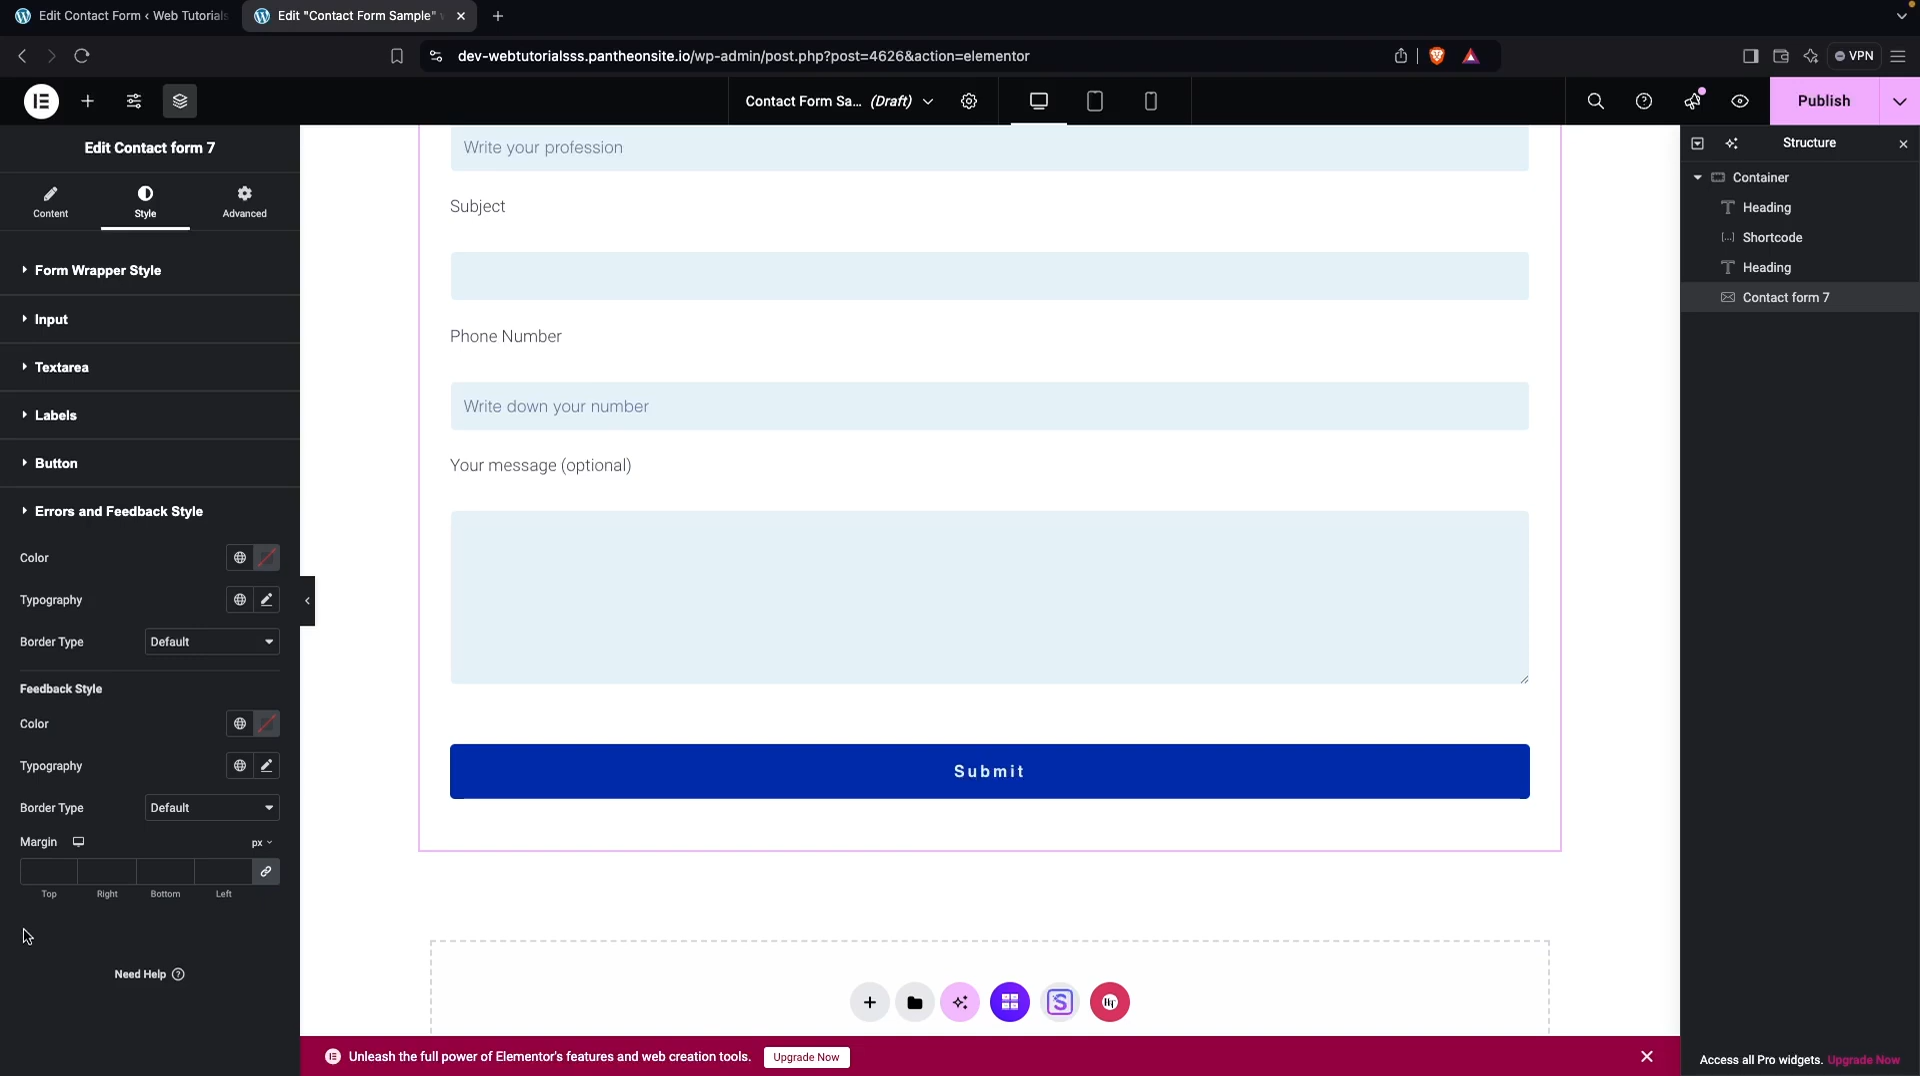 Edit Contact Form ‹ Web Tutorials
Edit "Contact Form Sample"
dev-webtutorialsss.pantheonsite.io/wp-admin/post.php?post=4626&action=elementor
VPN
Contact Form Sa... (Draft)
Publish
Edit Contact form 7
Content
Style
Advanced
Form Wrapper Style
Input
Textarea
Labels
Button
Errors and Feedback Style
Color
Typography
Border Type
Default
Feedback Style
Color
Typography
Border Type
Default
Margin
px
Top
Right
Bottom
Left
Need Help
Write your profession
Subject
Phone Number
Write down your number
Your message (optional)
Submit
Unleash the full power of Elementor's features and web creation tools.
Upgrade Now
Structure
Container
Heading
Shortcode
Heading
Contact form 7
Access all Pro widgets. Upgrade Now